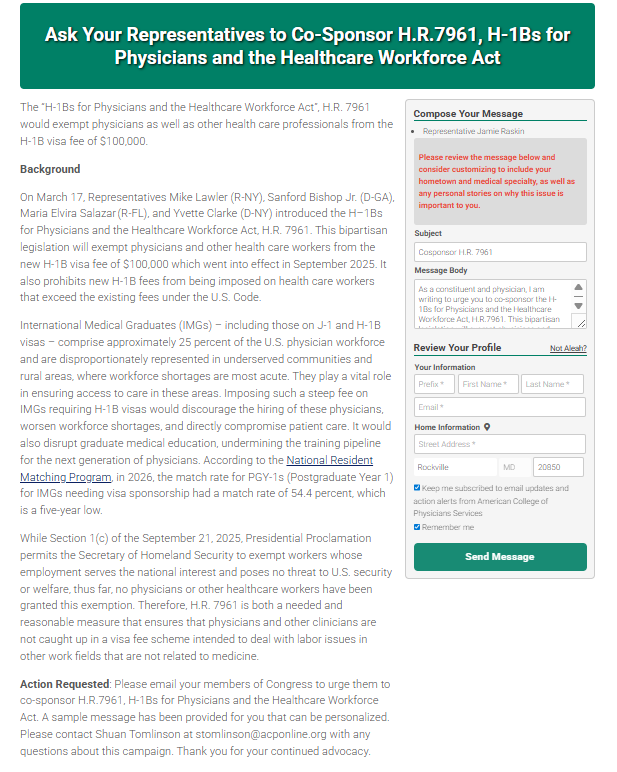 Ask Your Representatives to Co-Sponsor H.R.7961, H-1Bs for
Physicians and the Healthcare Workforce Act
The "H-1Bs for Physicians and the Healthcare Workforce Act", H.R. 7961
would exempt physicians as well as other health care professionals from the
H-1B visa fee of $100,000.
Background
On March 17, Representatives Mike Lawler (R-NY), Sanford Bishop Jr. (D-GA),
Maria Elvira Salazar (R-FL), and Yvette Clarke (D-NY) introduced the H–1Bs
for Physicians and the Healthcare Workforce Act, H.R. 7961. This bipartisan
legislation will exempt physicians and other health care workers from the
new H-1B visa fee of $100,000 which went into effect in September 2025. It
also prohibits new H-1B fees from being imposed on health care workers
that exceed the existing fees under the U.S. Code.
International Medical Graduates (IMGs) – including those on J-1 and H-1B
visas – comprise approximately 25 percent of the U.S. physician workforce
and are disproportionately represented in underserved communities and
rural areas, where workforce shortages are most acute. They play a vital role
in ensuring access to care in these areas. Imposing such a steep fee on
IMGs requiring H-1B visas would discourage the hiring of these physicians,
worsen workforce shortages, and directly compromise patient care. It would
also disrupt graduate medical education, undermining the training pipeline
for the next generation of physicians. According to the National Resident
Matching Program, in 2026, the match rate for PGY-1s (Postgraduate Year 1)
for IMGs needing visa sponsorship had a match rate of 54.4 percent, which
is a five-year low.
While Section 1(c) of the September 21, 2025, Presidential Proclamation
permits the Secretary of Homeland Security to exempt workers whose
employment serves the national interest and poses no threat to U.S. security
or welfare, thus far, no physicians or other healthcare workers have been
granted this exemption. Therefore, H.R. 7961 is both a needed and
reasonable measure that ensures that physicians and other clinicians are
not caught up in a visa fee scheme intended to deal with labor issues in
other work fields that are not related to medicine.
Action Requested: Please email your members of Congress to urge them to
co-sponsor H.R.7961, H-1Bs for Physicians and the Healthcare Workforce
Act. A sample message has been provided for you that can be personalized.
Please contact Shuan Tomlinson at stomlinson@acponline.org with any
questions about this campaign. Thank you for your continued advocacy.
Compose Your Message
Representative Jamie Raskin
Please review the message below and
consider customizing to include your
hometown and medical specialty, as well as
any personal stories on why this issue is
important to you.
Subject
Cosponsor H.R. 7961
Message Body
As a constituent and physician, I am
writing to urge you to co-sponsor the H-
1Bs for Physicians and the Healthcare
Workforce Act, H.R.7961. This bipartisan
Review Your Profile
Not Aleah?
Your Information
Prefix *
First Name *
Last Name *
Email *
Home Information
Street Address *
Rockville
MD
20850
Keep me subscribed to email updates and
action alerts from American College of
Physicians Services
Remember me
Send Message